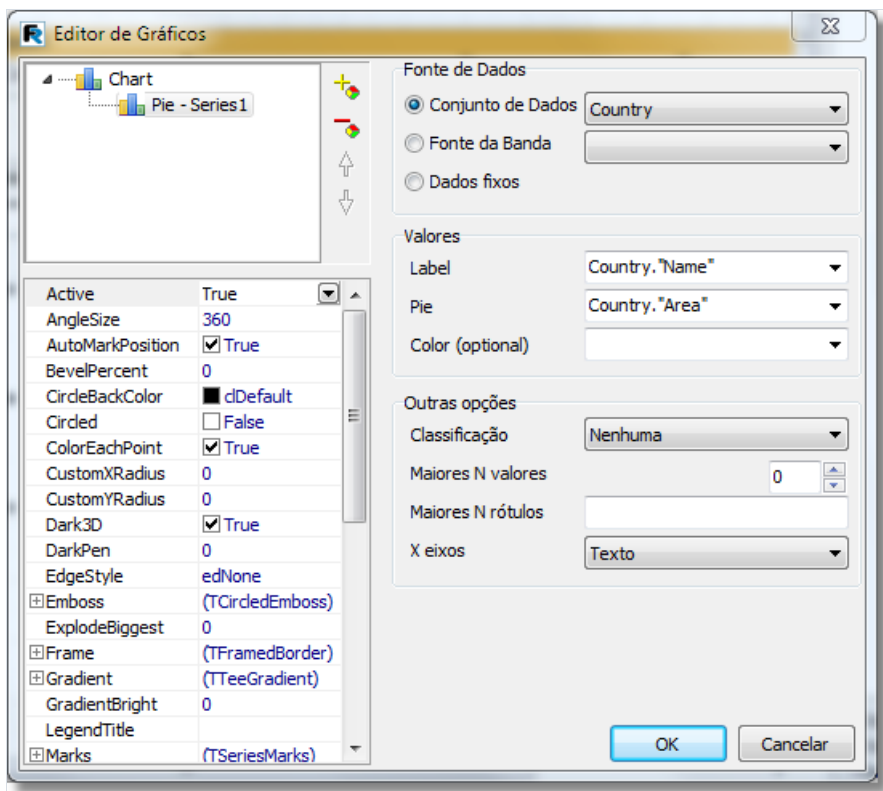 Editor de Gráficos
Chart
Pie - Series1
Active True
AngleSize 360
AutoMarkPosition True
BevelPercent 0
CircleBackColor clDefault
Circled False
ColorEachPoint True
CustomXRadius 0
CustomYRadius 0
Dark3D True
DarkPen 0
EdgeStyle edNone
Emboss (TCircledEmboss)
ExplodeBiggest 0
Frame (TFramedBorder)
Gradient (TTeeGradient)
GradientBright 0
LegendTitle
Marks (TSeriesMarks)
Fonte de Dados
Conjunto de Dados Country
Fonte da Banda
Dados fixos
Valores
Label Country."Name"
Pie Country."Area"
Color (optional)
Outras opções
Classificação Nenhuma
Maiores N valores 0
Maiores N rótulos
X eixos Texto
OK Cancelar